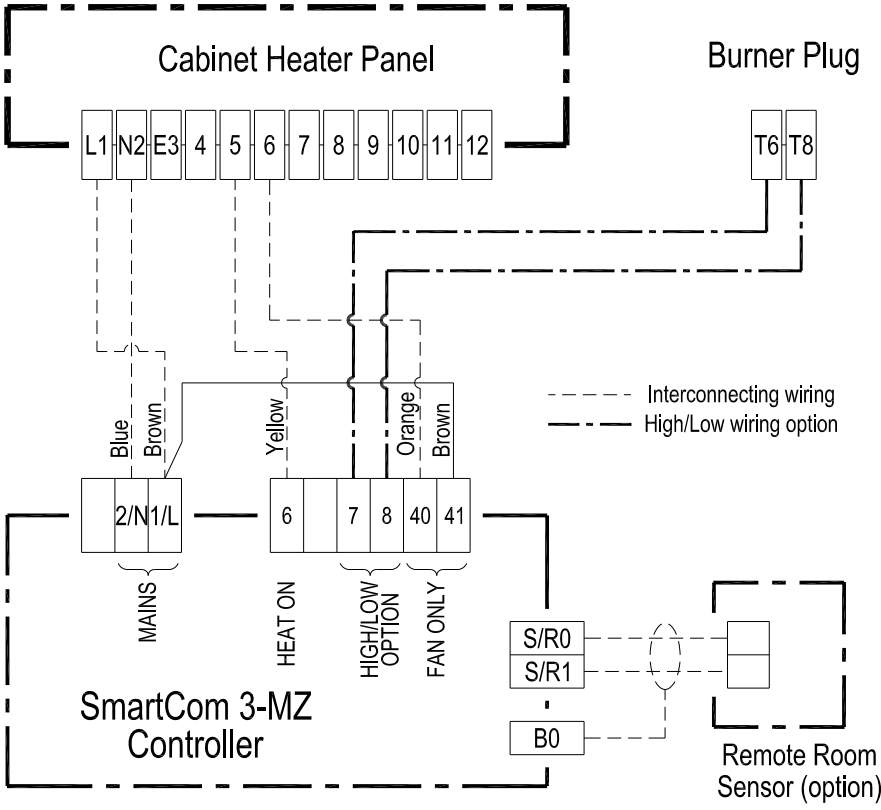 Cabinet Heater Panel
Burner Plug
L1 N2 E3 4 5 6 7 8 9 10 11 12
T6 T8
Interconnecting wiring
High/Low wiring option
Blue
Brown
Yellow
Orange
Brown
2/N 1/L
6 7 8 40 41
MAINS
HEAT ON
HIGH/LOW
OPTION
FAN ONLY
S/R0
S/R1
B0
SmartCom 3-MZ
Controller
Remote Room
Sensor (option)